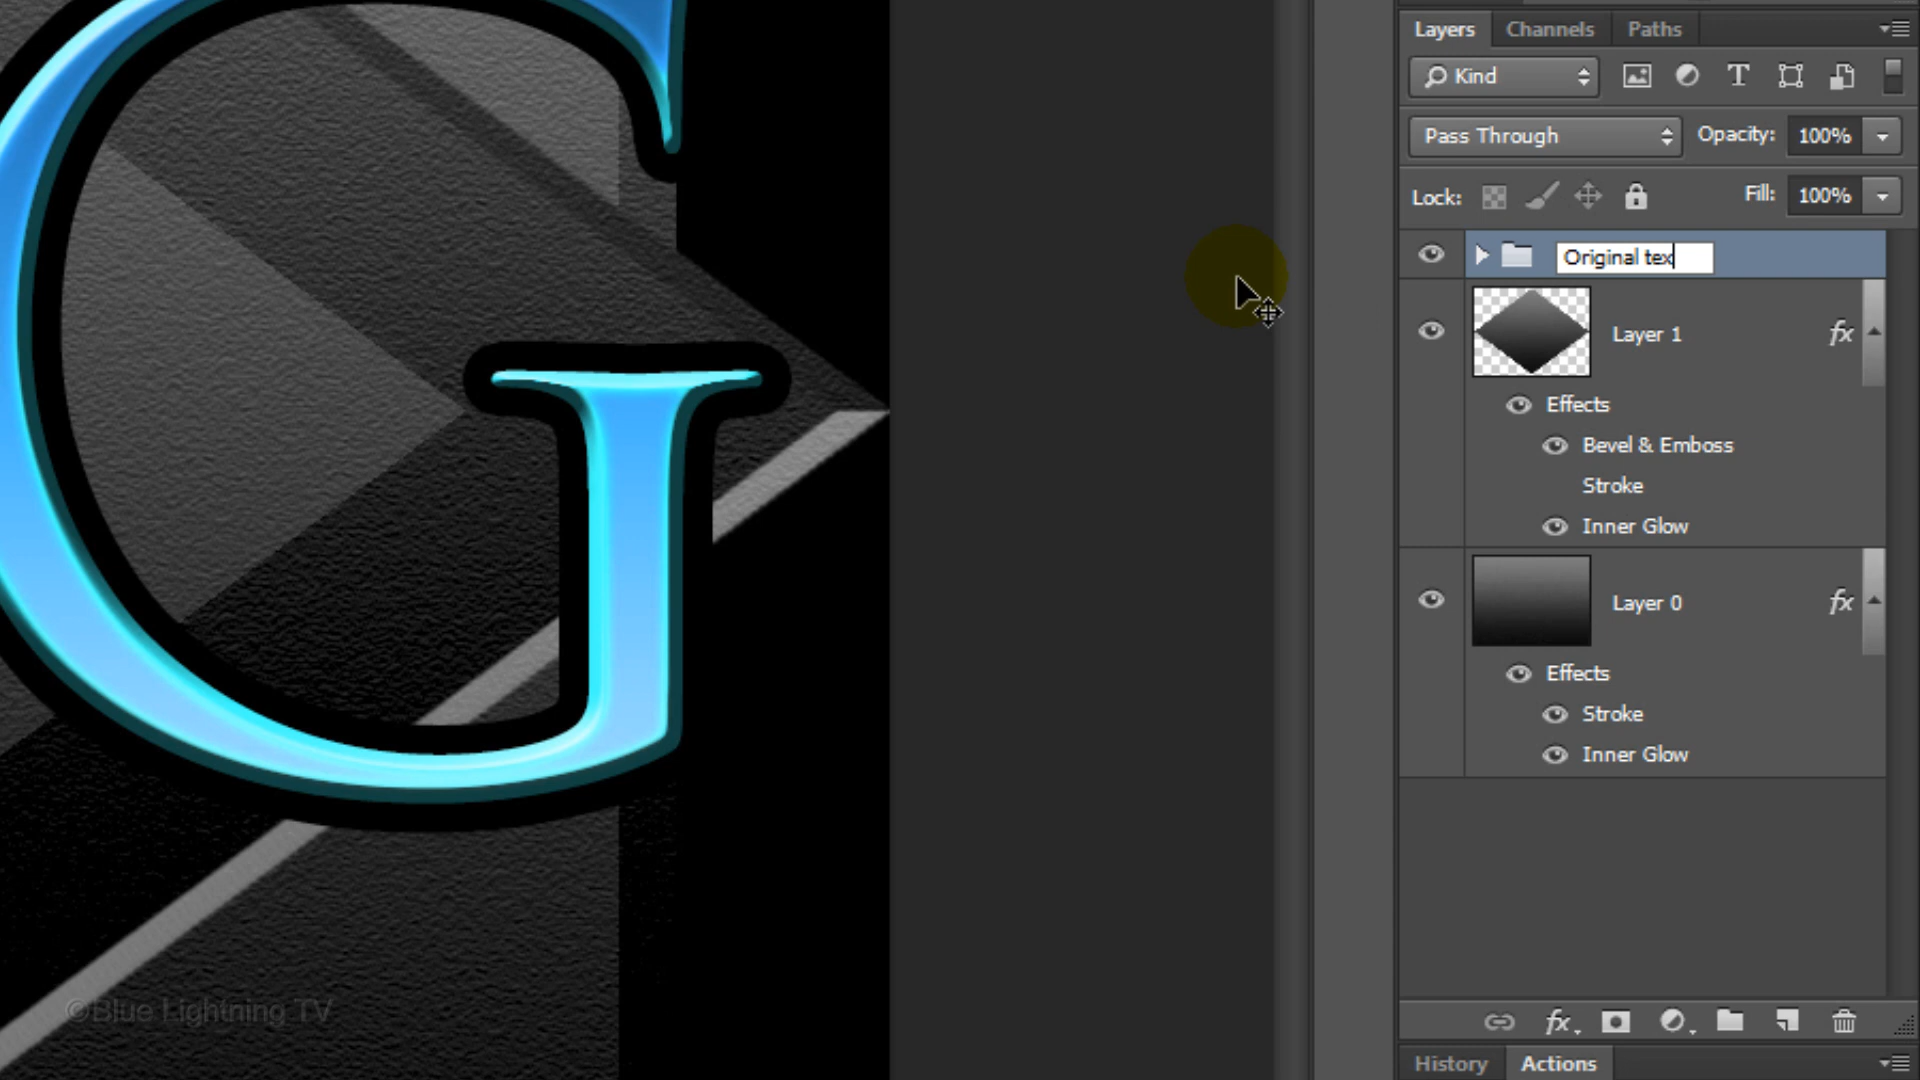 G
Layers Channels Paths
Kind T
Pass Through Opacity: 100%
Lock: Fill: 100%
Original tex
Layer 1 fx
Effects
Bevel & Emboss
Stroke
Inner Glow
Layer 0 fx
Effects
Stroke
Inner Glow
©Blue Lightning TV
fx
History Actions